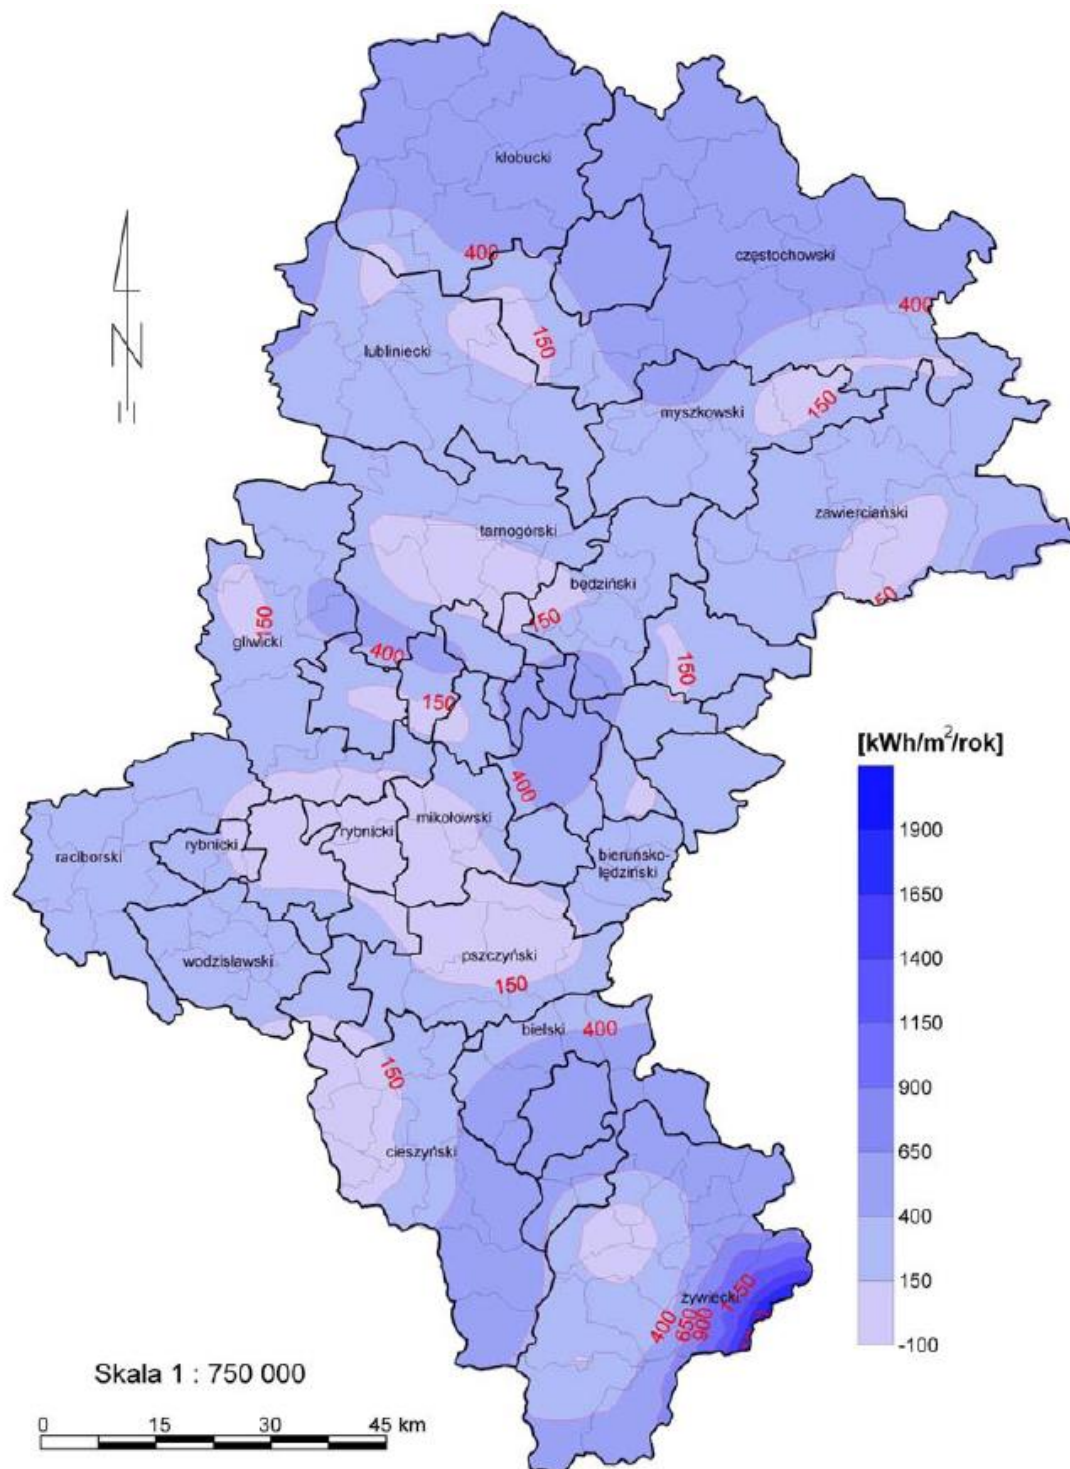 kłobucki
400
częstochowski
400
150
lubliniecki
150
myszkowski
zawierciański
tarnogórski
będziński
150
150
gliwicki
400
150
150
[kWh/m²/rok]
400
1900
mikołowski
rybnicki
rybnicki
raciborski
bieruńsko-
lędziński
1650
1400
pszczyński
wodzisławski
150
1150
bielski
400
900
150
650
cieszyński
400
150
żywiecki
1150
900
650
400
-100
Skala 1 : 750 000
0 15 30 45 km